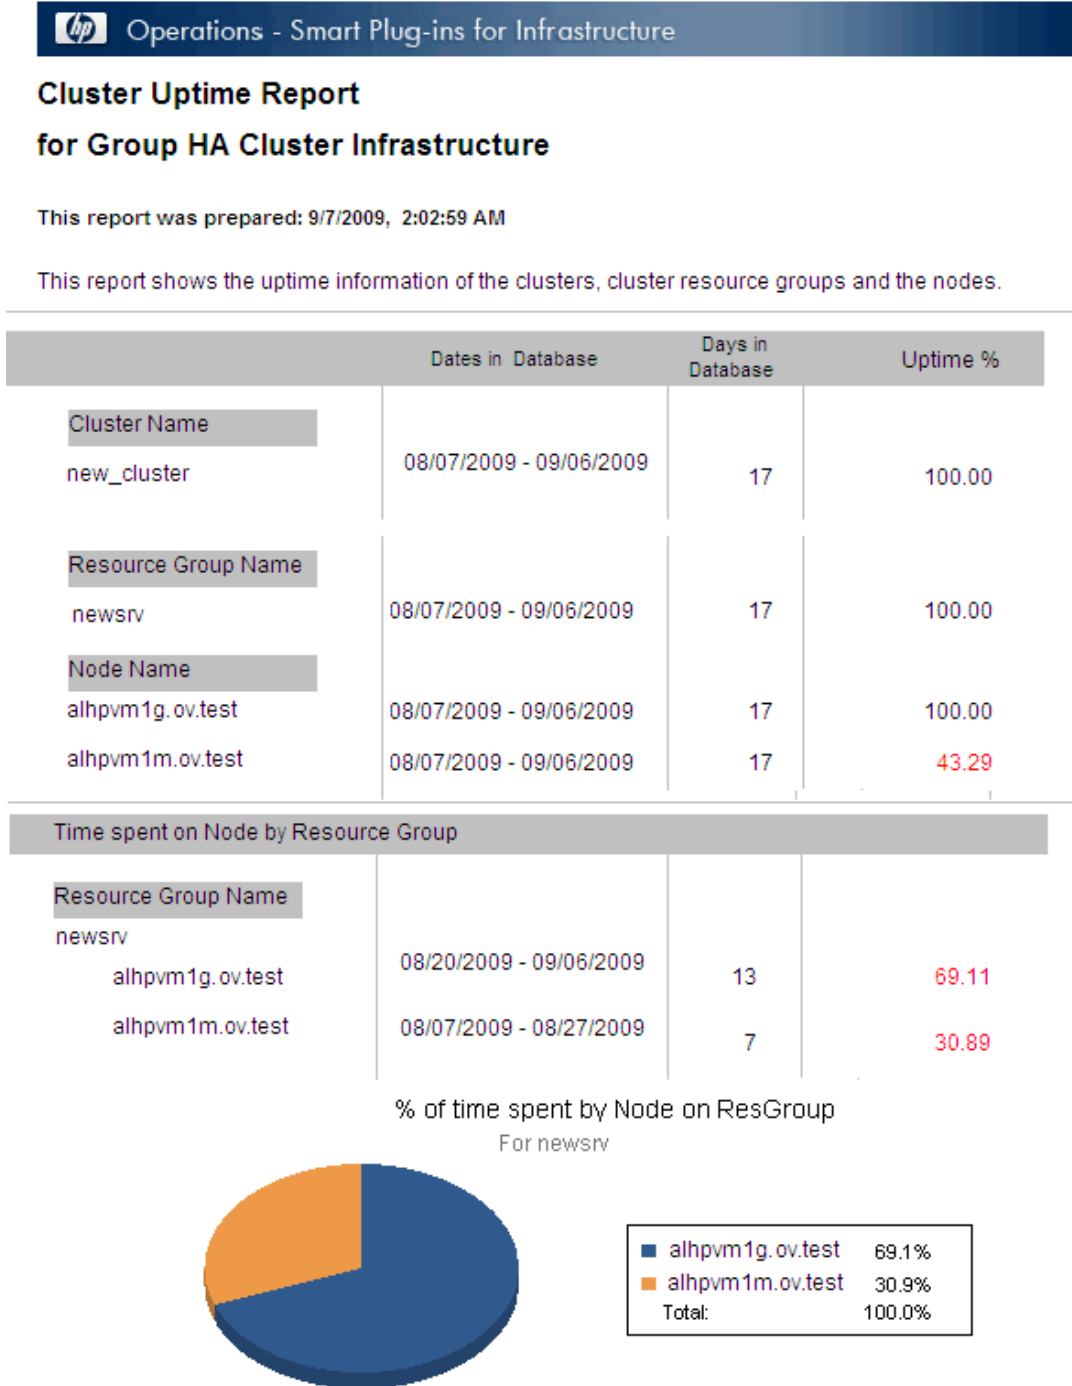 hp Operations - Smart Plug-ins for Infrastructure
Cluster Uptime Report
for Group HA Cluster Infrastructure
This report was prepared: 9/7/2009, 2:02:59 AM
This report shows the uptime information of the clusters, cluster resource groups and the nodes.
Dates in Database Days in Database Uptime %
Cluster Name
new_cluster 08/07/2009 - 09/06/2009 17 100.00
Resource Group Name
newsrv 08/07/2009 - 09/06/2009 17 100.00
Node Name
alhpvm1g.ov.test 08/07/2009 - 09/06/2009 17 100.00
alhpvm1m.ov.test 08/07/2009 - 09/06/2009 17 43.29
Time spent on Node by Resource Group
Resource Group Name
newsrv
alhpvm1g.ov.test 08/20/2009 - 09/06/2009 13 69.11
alhpvm1m.ov.test 08/07/2009 - 08/27/2009 7 30.89
% of time spent by Node on ResGroup
For newsrv
alhpvm1g.ov.test 69.1%
alhpvm1m.ov.test 30.9%
Total: 100.0%